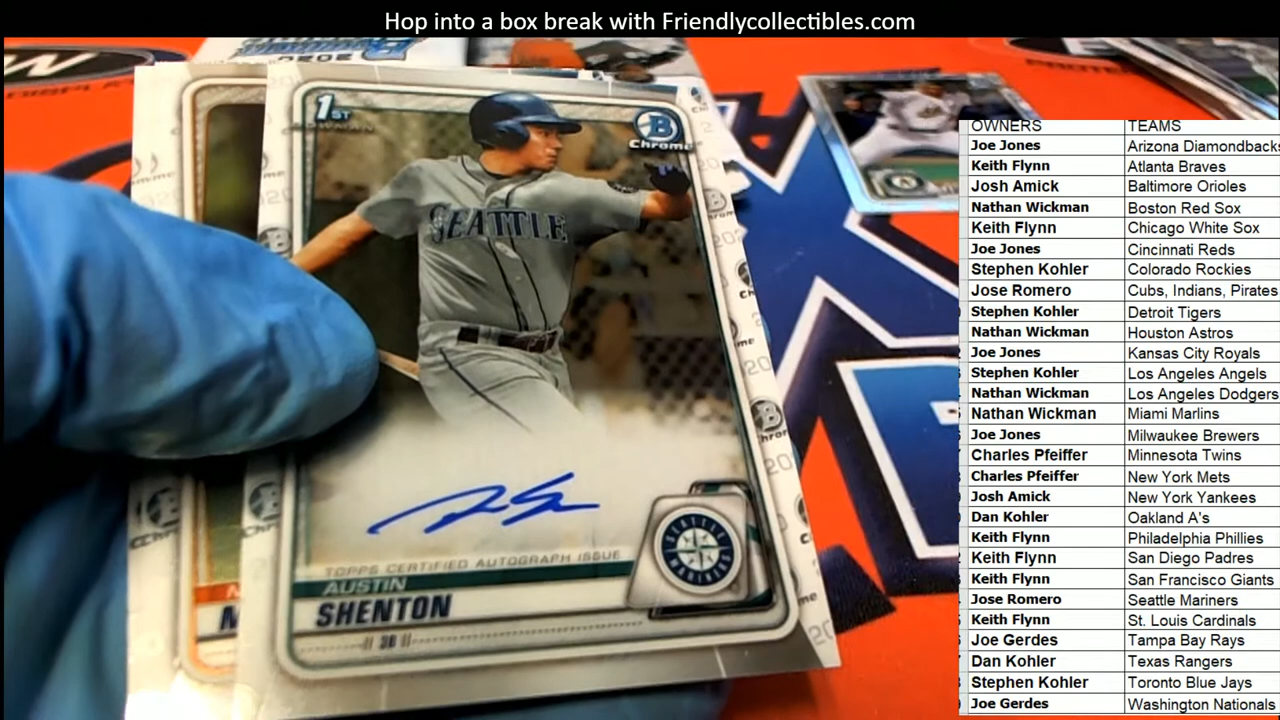 Hop into a box break with Friendlycollectibles.com
1ST
B
Chrome
SEATTLE
TOPPS CERTIFIED AUTOGRAPH ISSUE
AUSTIN
SHENTON
3B
SEATTLE
MARINERS
OWNERS TEAMS
Joe Jones Arizona Diamondbacks
Keith Flynn Atlanta Braves
Josh Amick Baltimore Orioles
Nathan Wickman Boston Red Sox
Keith Flynn Chicago White Sox
Joe Jones Cincinnati Reds
Stephen Kohler Colorado Rockies
Jose Romero Cubs, Indians, Pirates
Stephen Kohler Detroit Tigers
Nathan Wickman Houston Astros
Joe Jones Kansas City Royals
Stephen Kohler Los Angeles Angels
Nathan Wickman Los Angeles Dodgers
Nathan Wickman Miami Marlins
Joe Jones Milwaukee Brewers
Charles Pfeiffer Minnesota Twins
Charles Pfeiffer New York Mets
Josh Amick New York Yankees
Dan Kohler Oakland A's
Keith Flynn Philadelphia Phillies
Keith Flynn San Diego Padres
Keith Flynn San Francisco Giants
Jose Romero Seattle Mariners
Keith Flynn St. Louis Cardinals
Joe Gerdes Tampa Bay Rays
Dan Kohler Texas Rangers
Stephen Kohler Toronto Blue Jays
Joe Gerdes Washington Nationals